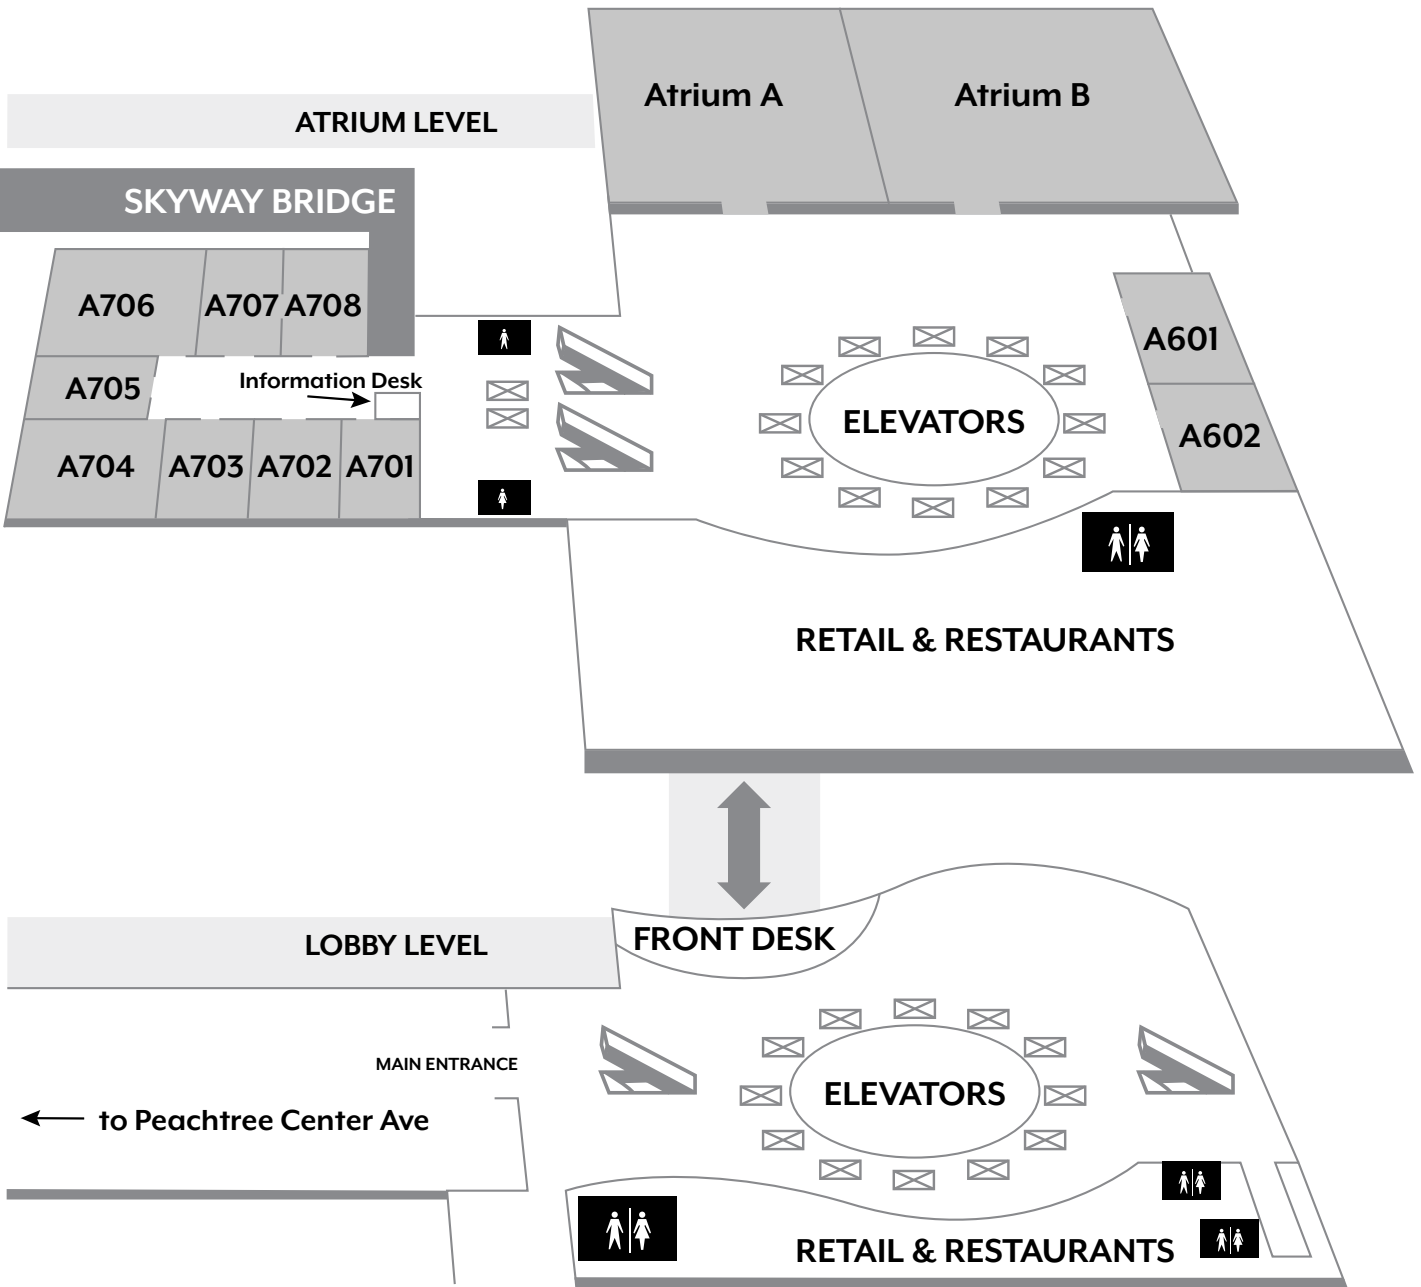 Atrium A
Atrium B
ATRIUM LEVEL
SKYWAY BRIDGE
A706
A707
A708
A601
A705
Information Desk
ELEVATORS
A602
A704
A703
A702
A701
RETAIL & RESTAURANTS
FRONT DESK
LOBBY LEVEL
MAIN ENTRANCE
ELEVATORS
to Peachtree Center Ave
RETAIL & RESTAURANTS